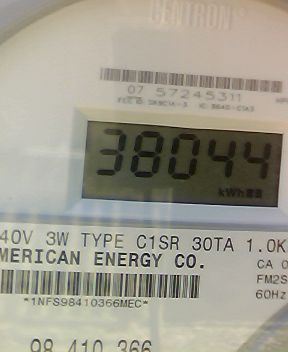 CENTRON
07 57245311
38044
kWh
40V 3W TYPE C1SR 30TA 1.0K
MERICAN ENERGY CO.
CA 0
FM2S
*1NFS98410366MEC*
60Hz
98 410 366